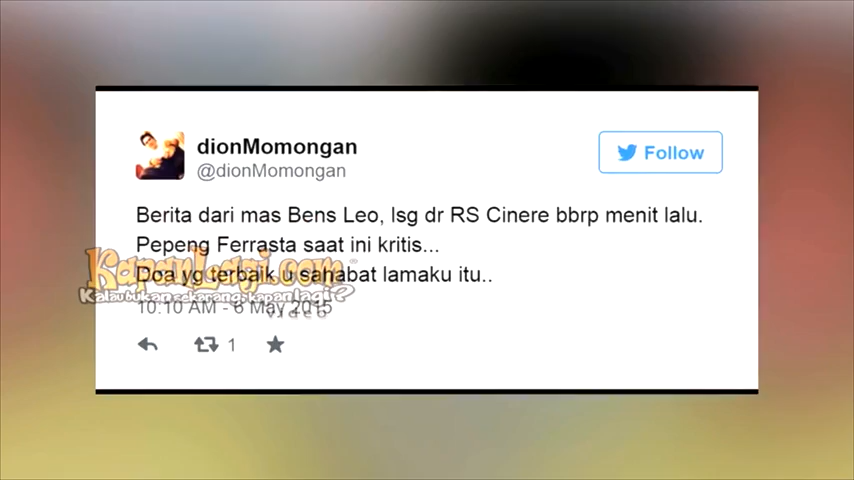 dionMomongan
@dionMomongan
Follow
Berita dari mas Bens Leo, lsg dr RS Cinere bbrp menit lalu.
Pepeng Ferrasta saat ini kritis...
Doa yg terbaik u sahabat lamaku itu..
KapanLagi.com
Kalau bukan sekarang, kapan lagi?
10:10 AM - 6 May 2015
video
1